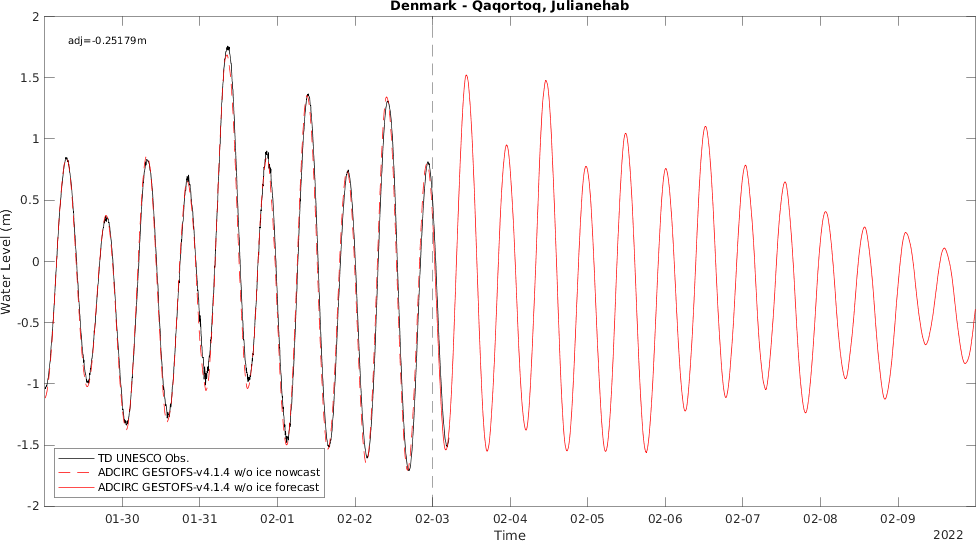 Denmark - Qaqortoq, Julianehab
adj=-0.25179m
Water Level (m)
2
1.5
1
0.5
0
-0.5
-1
-1.5
-2
TD UNESCO Obs.
ADCIRC GESTOFS-v4.1.4 w/o ice nowcast
ADCIRC GESTOFS-v4.1.4 w/o ice forecast
01-30 01-31 02-01 02-02 02-03 02-04 02-05 02-06 02-07 02-08 02-09
Time
2022